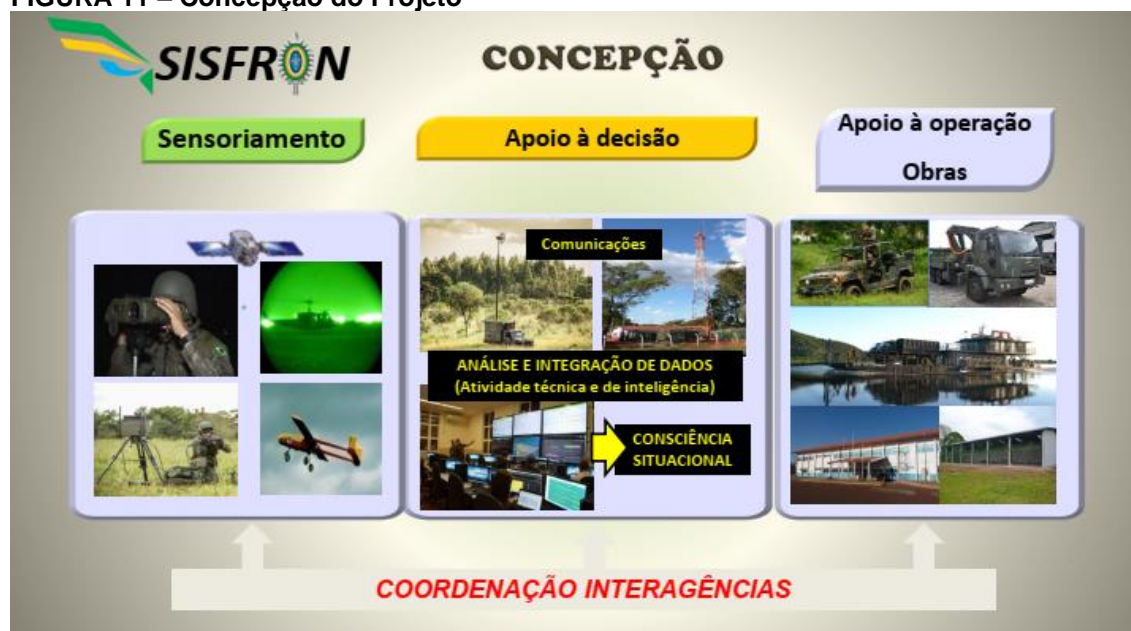 FIGURA 11 – Concepção do Projeto
SISFRON
CONCEPÇÃO
Sensoriamento
Apoio à decisão
Apoio à operação
Obras
Comunicações
ANÁLISE E INTEGRAÇÃO DE DADOS
(Atividade técnica e de inteligência)
CONSCIÊNCIA
SITUACIONAL
COORDENAÇÃO INTERAGÊNCIAS